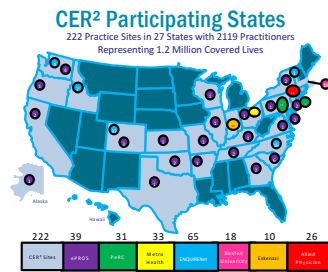 CER² Participating States
222 Practice Sites in 27 States with 2119 Practitioners
Representing 1.2 Million Covered Lives
Alaska
Hawaii
222 39 31 33 65 18 10 26
CER² Sites ePROS PeRC Metro Health ENQUIREnet Boston University Eskenazi Allied Physician